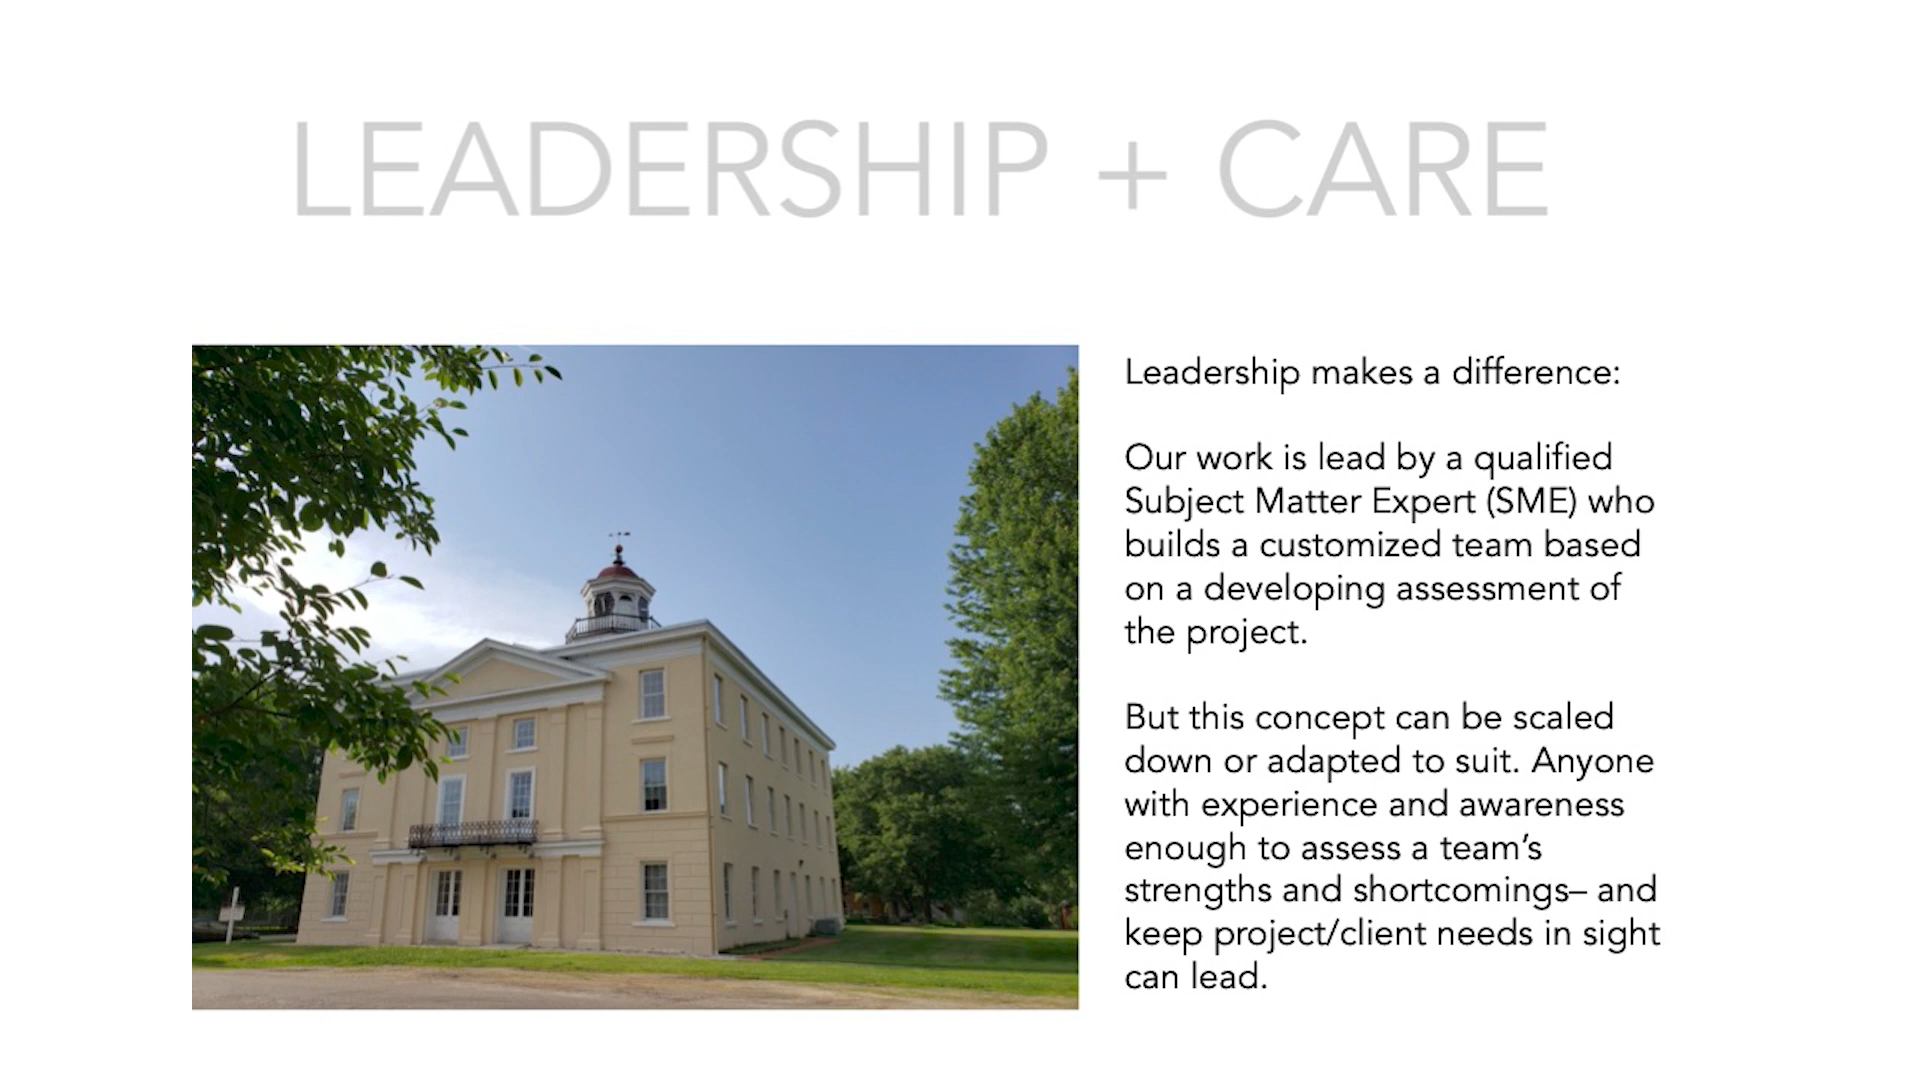 LEADERSHIP + CARE
Leadership makes a difference:
Our work is lead by a qualified
Subject Matter Expert (SME) who
builds a customized team based
on a developing assessment of
the project.
But this concept can be scaled
down or adapted to suit. Anyone
with experience and awareness
enough to assess a team’s
strengths and shortcomings– and
keep project/client needs in sight
can lead.